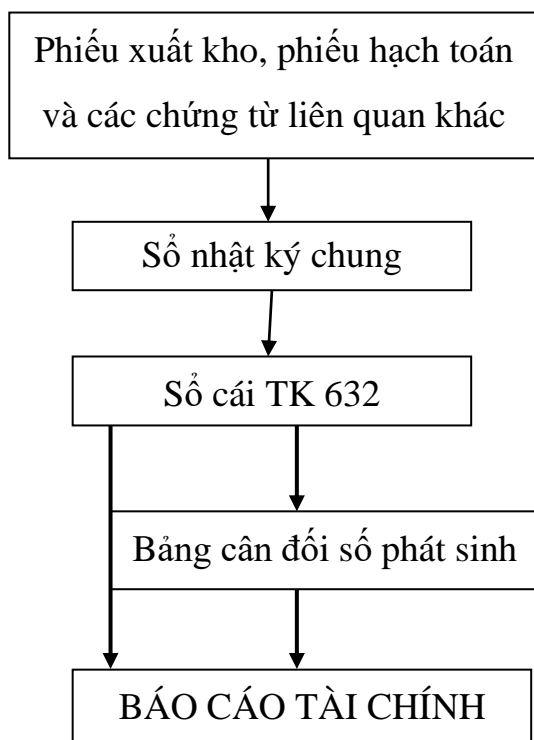 Phiếu xuất kho, phiếu hạch toán
và các chứng từ liên quan khác
Sổ nhật ký chung
Sổ cái TK 632
Bảng cân đối số phát sinh
BÁO CÁO TÀI CHÍNH